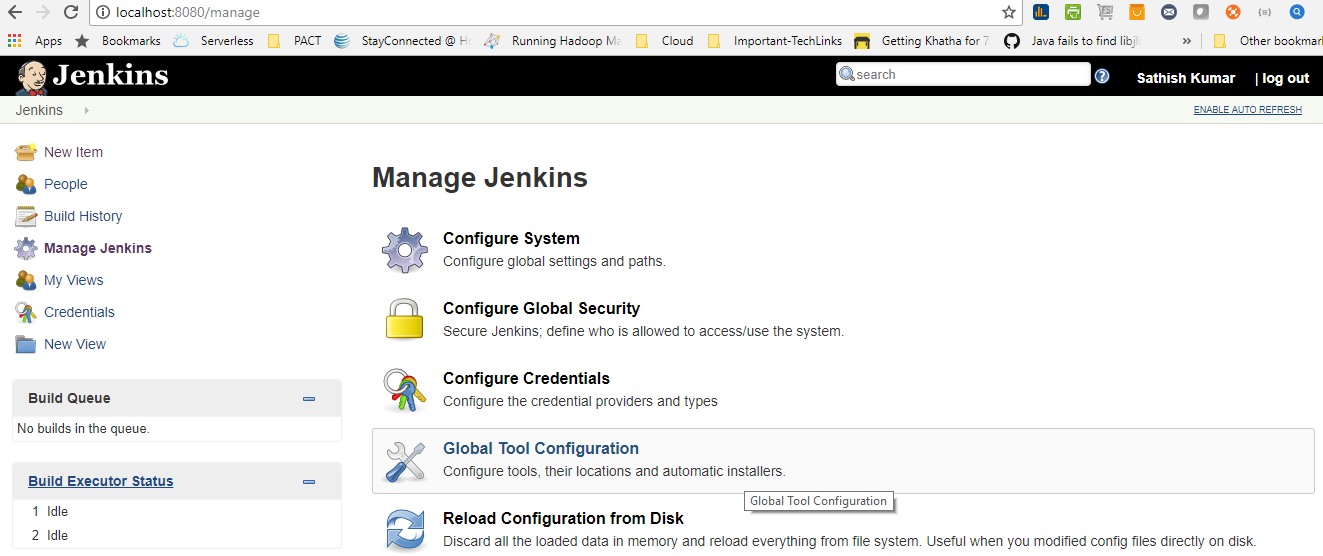 localhost:8080/manage
Apps Bookmarks Serverless PACT StayConnected @ Ho Running Hadoop Ma Cloud Important-TechLinks Getting Khatha for 7 Java fails to find libjli » Other bookmar
Jenkins
search
Sathish Kumar | log out
Jenkins
ENABLE AUTO REFRESH
New Item
People
Build History
Manage Jenkins
My Views
Credentials
New View
Build Queue
No builds in the queue.
Build Executor Status
1 Idle
2 Idle
Manage Jenkins
Configure System
Configure global settings and paths.
Configure Global Security
Secure Jenkins; define who is allowed to access/use the system.
Configure Credentials
Configure the credential providers and types
Global Tool Configuration
Configure tools, their locations and automatic installers.
Global Tool Configuration
Reload Configuration from Disk
Discard all the loaded data in memory and reload everything from file system. Useful when you modified config files directly on disk.